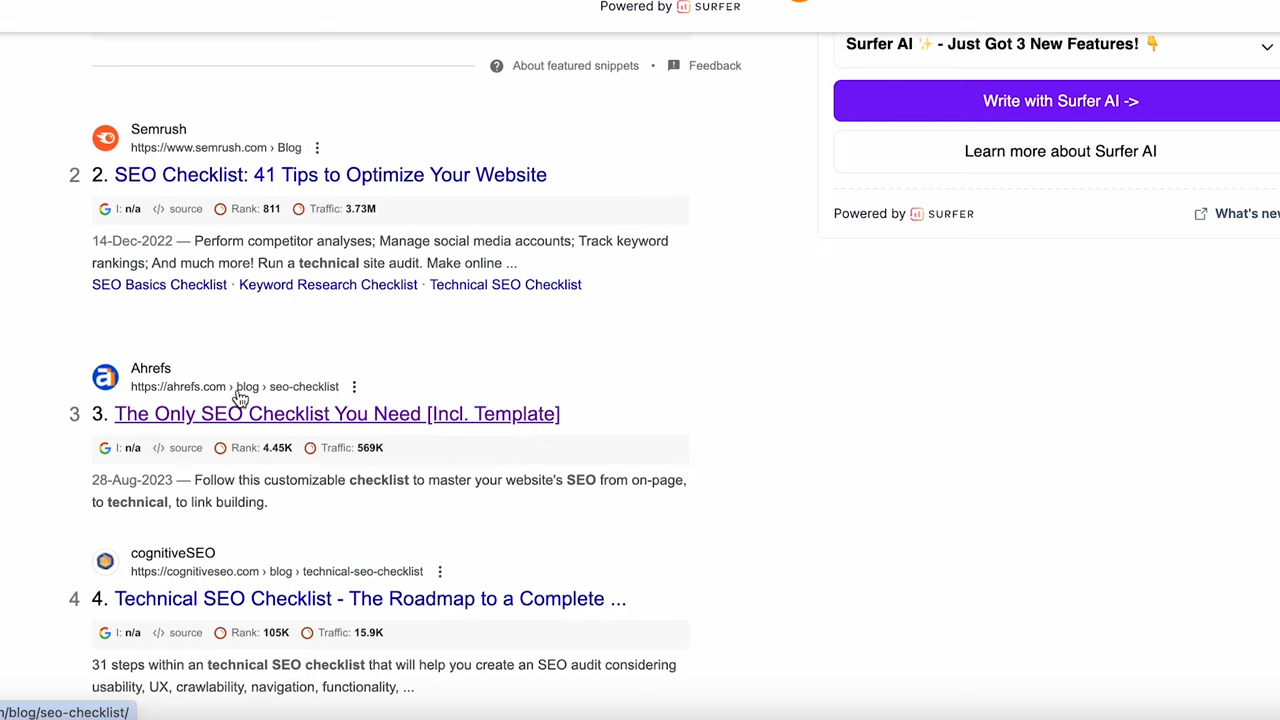 Powered by SURFER
Surfer AI ✨ - Just Got 3 New Features! 👇
About featured snippets • Feedback
Write with Surfer AI ->
Semrush
https://www.semrush.com › Blog
Learn more about Surfer AI
2 2. SEO Checklist: 41 Tips to Optimize Your Website
I: n/a </> source Rank: 811 Traffic: 3.73M
Powered by SURFER What's new
14-Dec-2022 — Perform competitor analyses; Manage social media accounts; Track keyword
rankings; And much more! Run a technical site audit. Make online ...
SEO Basics Checklist · Keyword Research Checklist · Technical SEO Checklist
Ahrefs
https://ahrefs.com › blog › seo-checklist
3 3. The Only SEO Checklist You Need [Incl. Template]
I: n/a </> source Rank: 4.45K Traffic: 569K
28-Aug-2023 — Follow this customizable checklist to master your website's SEO from on-page,
to technical, to link building.
cognitiveSEO
https://cognitiveseo.com › blog › technical-seo-checklist
4 4. Technical SEO Checklist - The Roadmap to a Complete ...
I: n/a </> source Rank: 105K Traffic: 15.9K
31 steps within an technical SEO checklist that will help you create an SEO audit considering
usability, UX, crawlability, navigation, functionality, ...
/blog/seo-checklist/